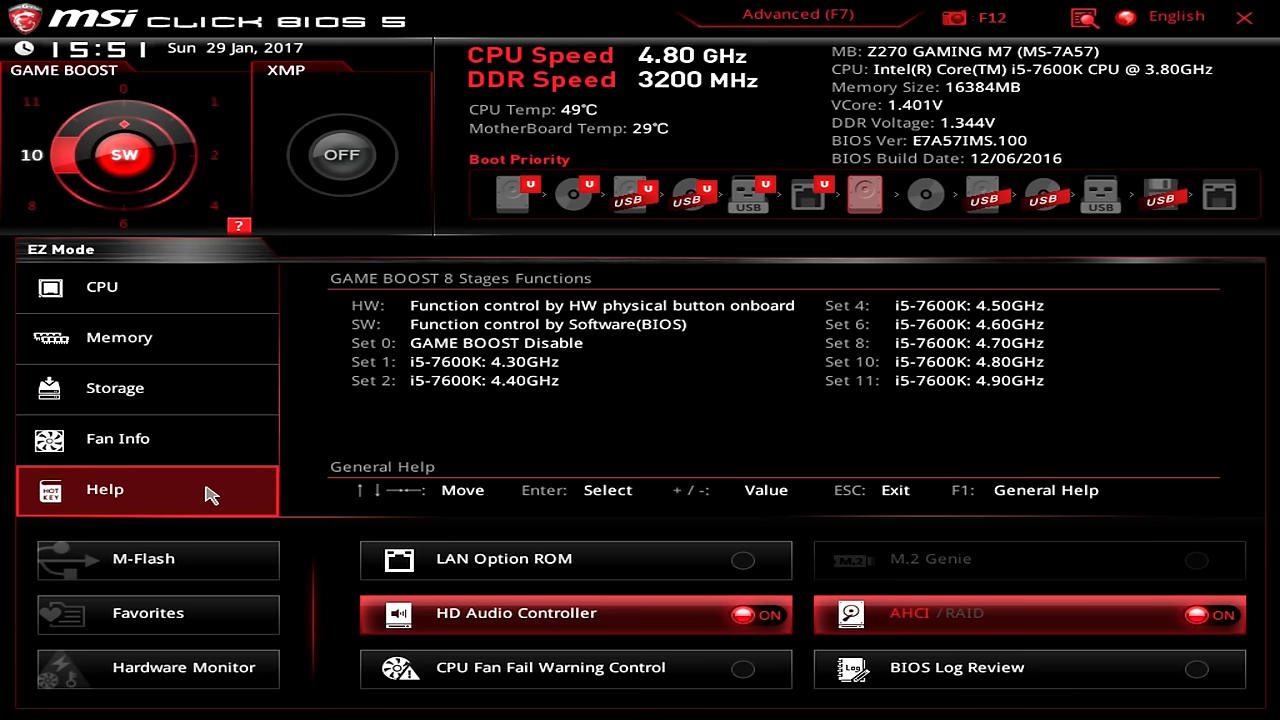 msi CLICK BIOS 5
Advanced (F7)
F12
English
15:51 Sun 29 Jan, 2017
GAME BOOST
XMP
0
11 1
10 SW 2
8 4
6
?
OFF
CPU Speed 4.80 GHz
DDR Speed 3200 MHz
CPU Temp: 49℃
MotherBoard Temp: 29℃
MB: Z270 GAMING M7 (MS-7A57)
CPU: Intel(R) Core(TM) i5-7600K CPU @ 3.80GHz
Memory Size: 16384MB
VCore: 1.401V
DDR Voltage: 1.344V
BIOS Ver: E7A57IMS.100
BIOS Build Date: 12/06/2016
Boot Priority
U U U U U U
USB USB USB USB USB USB USB
EZ Mode
CPU
Memory
Storage
Fan Info
HOT KEY Help
GAME BOOST 8 Stages Functions
HW: Function control by HW physical button onboard
SW: Function control by Software(BIOS)
Set 0: GAME BOOST Disable
Set 1: i5-7600K: 4.30GHz
Set 2: i5-7600K: 4.40GHz
Set 4: i5-7600K: 4.50GHz
Set 6: i5-7600K: 4.60GHz
Set 8: i5-7600K: 4.70GHz
Set 10: i5-7600K: 4.80GHz
Set 11: i5-7600K: 4.90GHz
General Help
↑ ↓ →←: Move Enter: Select + / -: Value ESC: Exit F1: General Help
M-Flash
Favorites
Hardware Monitor
LAN Option ROM
HD Audio Controller ON
CPU Fan Fail Warning Control
M.2 M.2 Genie
AHCI /RAID ON
Log BIOS Log Review